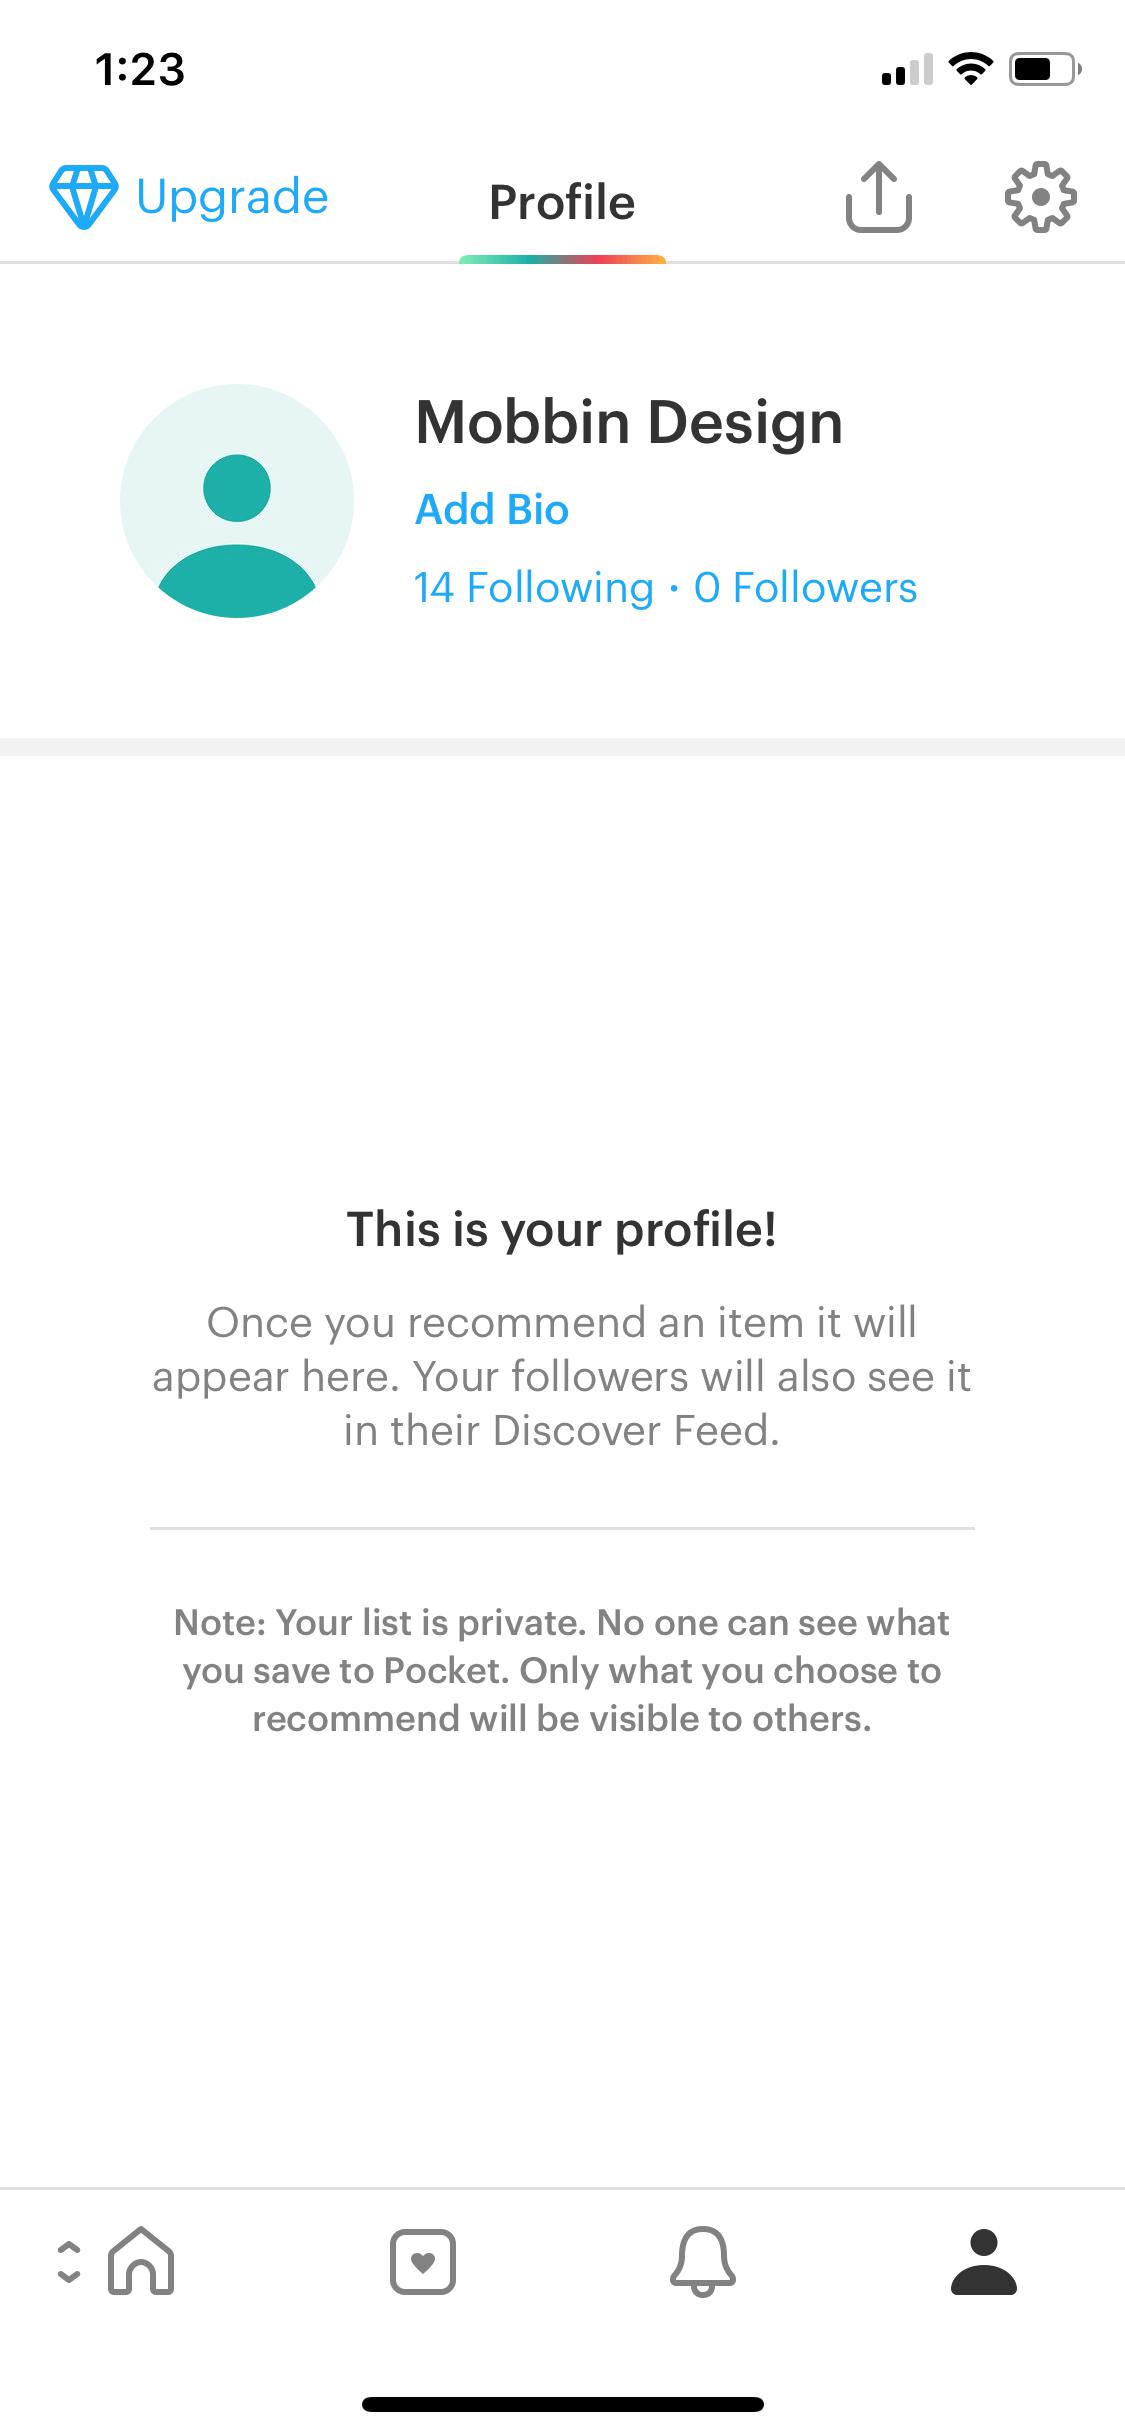 1:23
Upgrade
Profile
Mobbin Design
Add Bio
14 Following · 0 Followers
This is your profile!
Once you recommend an item it will
appear here. Your followers will also see it
in their Discover Feed.
Note: Your list is private. No one can see what
you save to Pocket. Only what you choose to
recommend will be visible to others.